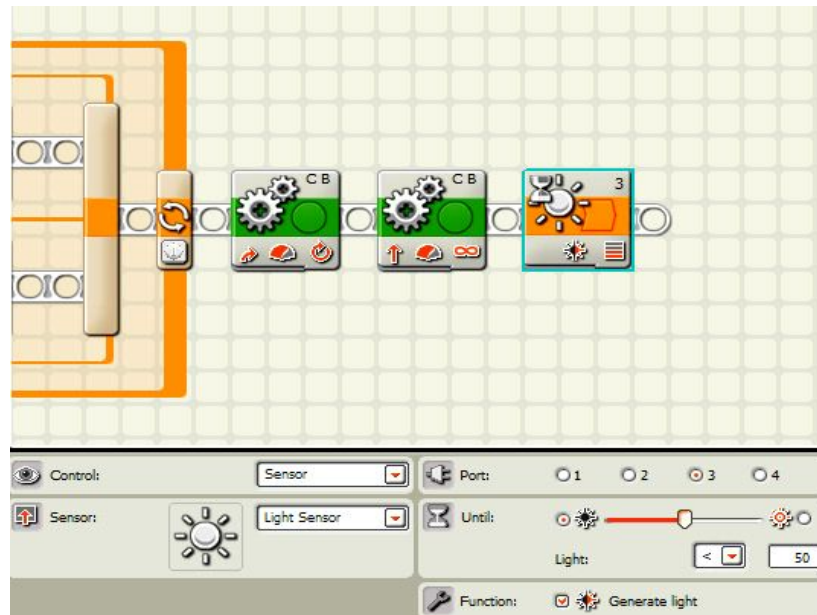 C B
C B
3
Control:
Sensor
Port:
1
2
3
4
Sensor:
Light Sensor
Until:
Light:
<
50
Function:
Generate light